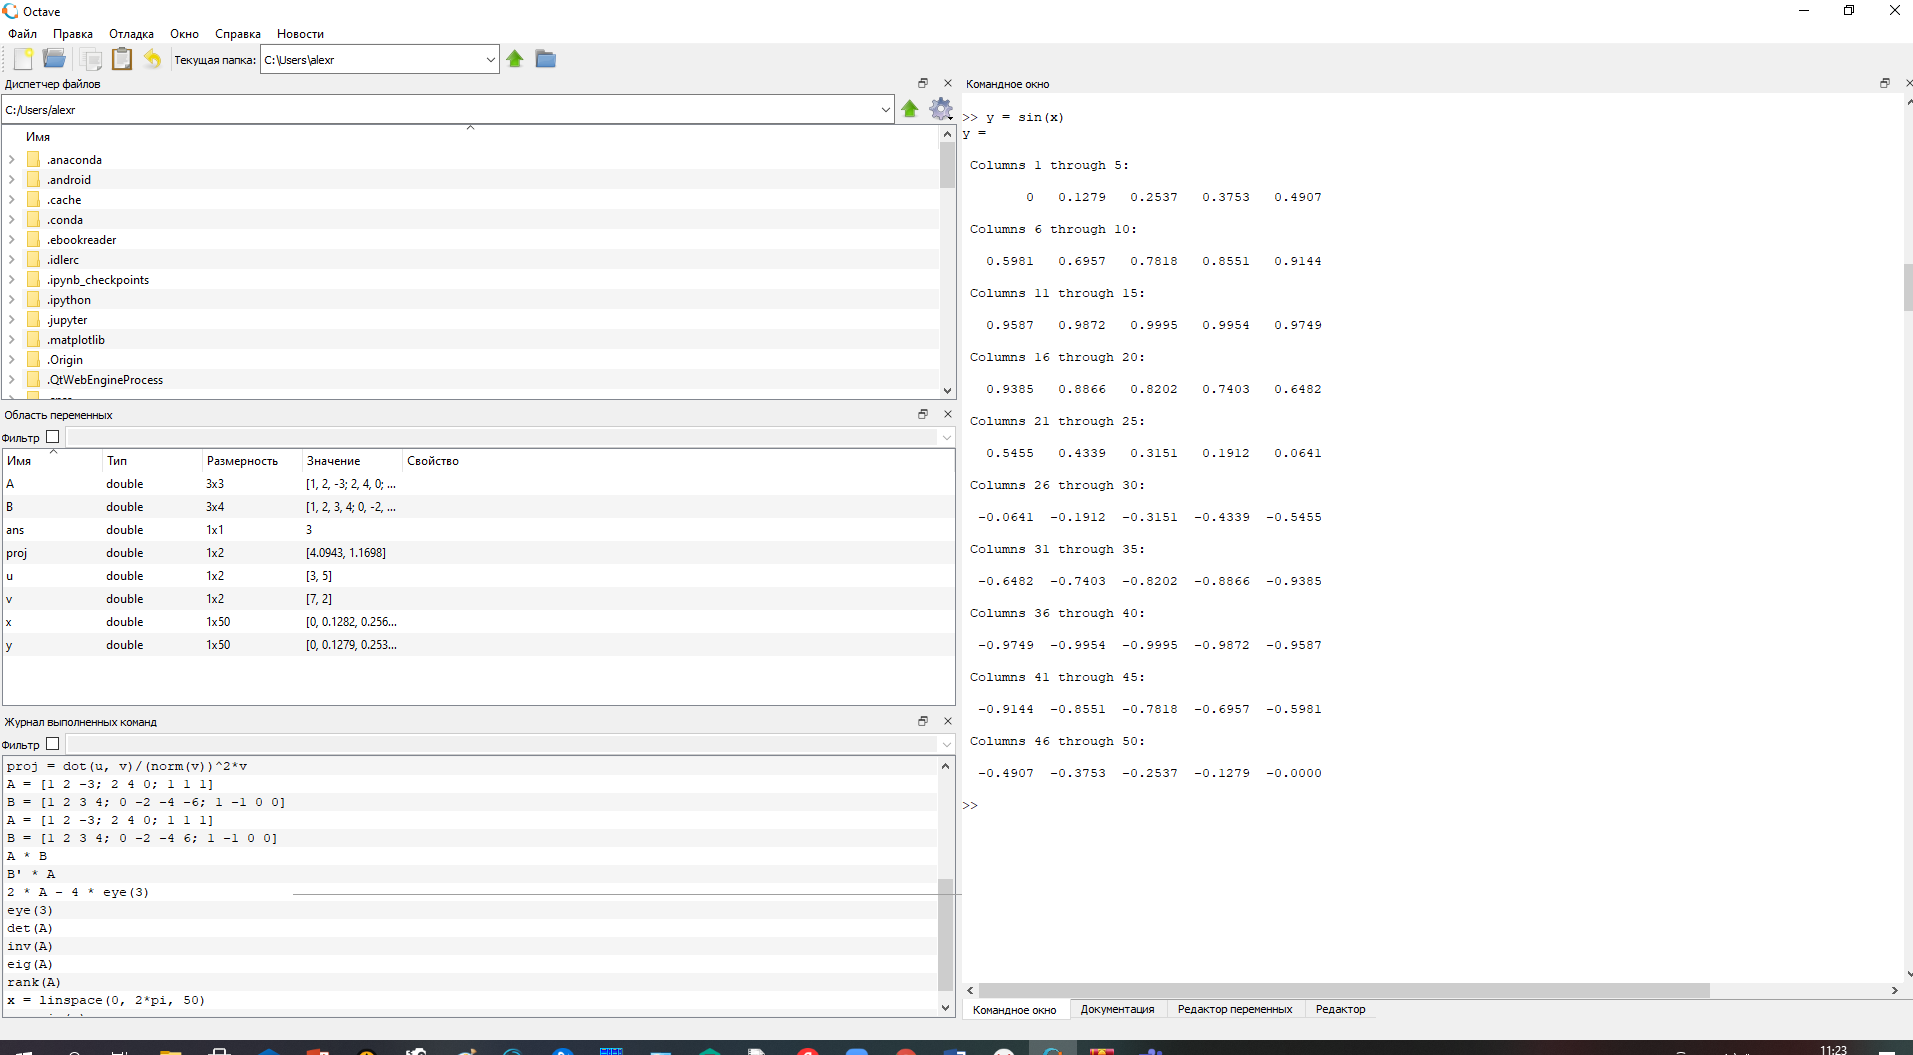 Octave
Файл Правка Отладка Окно Справка Новости
Текущая папка: C:\Users\alexr
Диспетчер файлов
C:/Users/alexr
Имя
.anaconda
.android
.cache
.conda
.ebookreader
.idlerc
.ipynb_checkpoints
.ipython
.jupyter
.matplotlib
.Origin
.QtWebEngineProcess
Область переменных
Фильтр
Имя Тип Размерность Значение Свойство
A double 3x3 [1, 2, -3; 2, 4, 0; ...
B double 3x4 [1, 2, 3, 4; 0, -2, ...
ans double 1x1 3
proj double 1x2 [4.0943, 1.1698]
u double 1x2 [3, 5]
v double 1x2 [7, 2]
x double 1x50 [0, 0.1282, 0.256...
y double 1x50 [0, 0.1279, 0.253...
Журнал выполненных команд
Фильтр
proj = dot(u, v)/(norm(v))^2*v
A = [1 2 -3; 2 4 0; 1 1 1]
B = [1 2 3 4; 0 -2 -4 -6; 1 -1 0 0]
A = [1 2 -3; 2 4 0; 1 1 1]
B = [1 2 3 4; 0 -2 -4 6; 1 -1 0 0]
A * B
B' * A
2 * A - 4 * eye(3)
eye(3)
det(A)
inv(A)
eig(A)
rank(A)
x = linspace(0, 2*pi, 50)
Командное окно
>> y = sin(x)
y =
Columns 1 through 5:
0 0.1279 0.2537 0.3753 0.4907
Columns 6 through 10:
0.5981 0.6957 0.7818 0.8551 0.9144
Columns 11 through 15:
0.9587 0.9872 0.9995 0.9954 0.9749
Columns 16 through 20:
0.9385 0.8866 0.8202 0.7403 0.6482
Columns 21 through 25:
0.5455 0.4339 0.3151 0.1912 0.0641
Columns 26 through 30:
-0.0641 -0.1912 -0.3151 -0.4339 -0.5455
Columns 31 through 35:
-0.6482 -0.7403 -0.8202 -0.8866 -0.9385
Columns 36 through 40:
-0.9749 -0.9954 -0.9995 -0.9872 -0.9587
Columns 41 through 45:
-0.9144 -0.8551 -0.7818 -0.6957 -0.5981
Columns 46 through 50:
-0.4907 -0.3753 -0.2537 -0.1279 -0.0000
>>
Командное окно Документация Редактор переменных Редактор
11:23